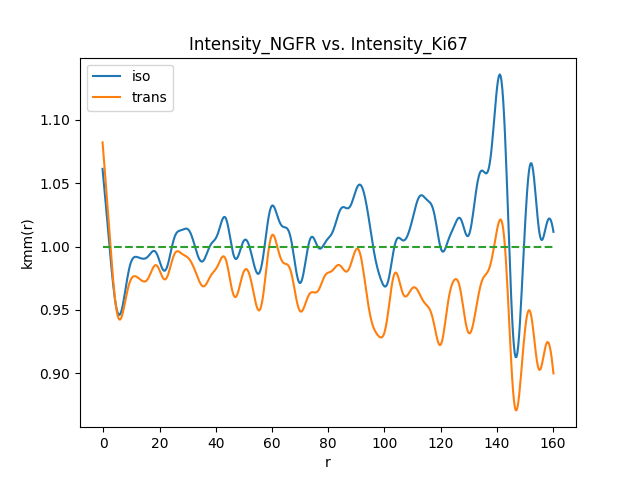 Intensity_NGFR vs. Intensity_Ki67
iso
trans
1.10
1.05
1.00
0.95
0.90
kmm(r)
0 20 40 60 80 100 120 140 160
r